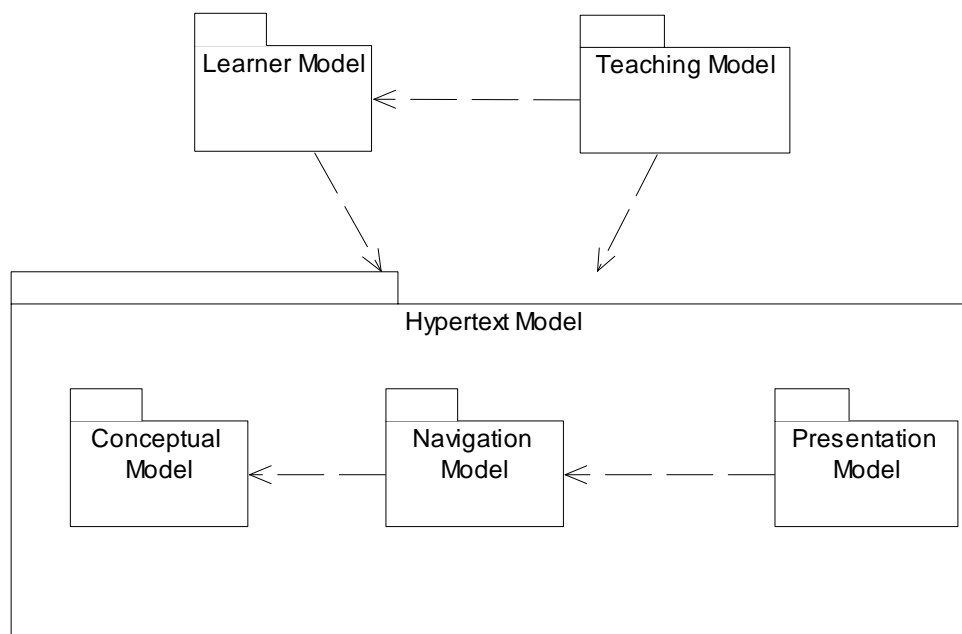 Learner Model
Teaching Model
Hypertext Model
Conceptual
Model
Navigation
Model
Presentation
Model